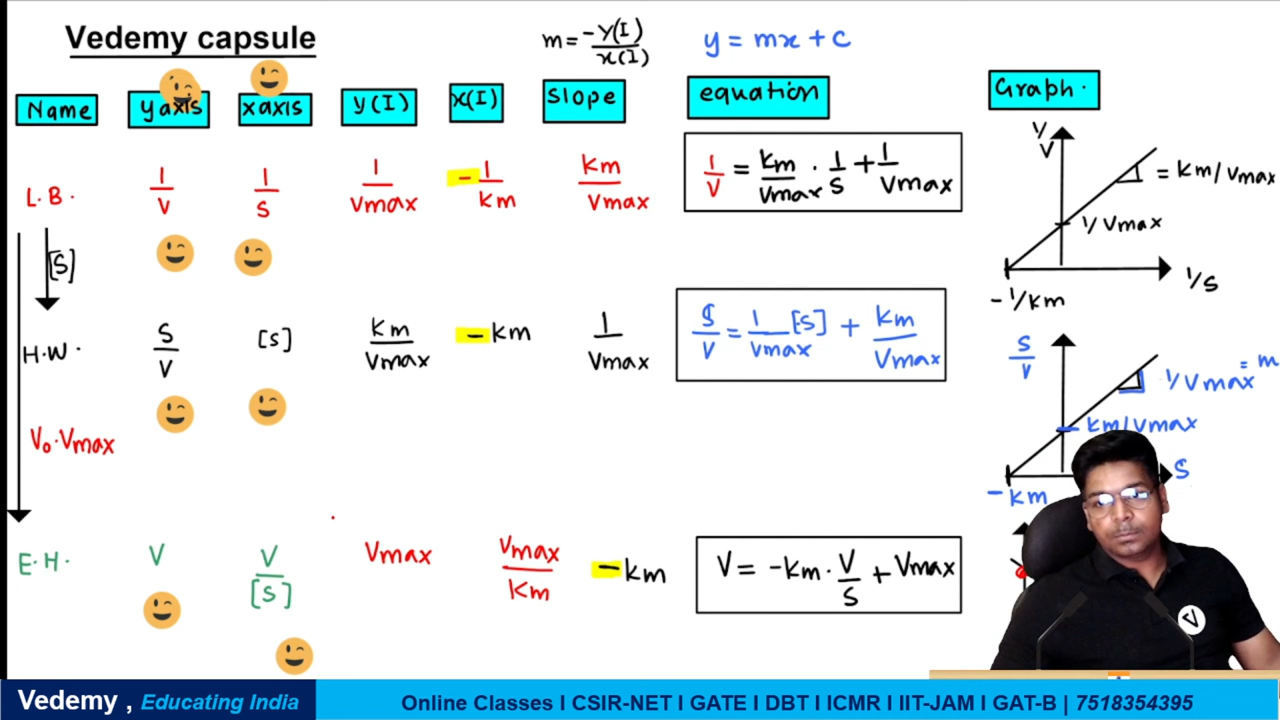 Vedemy capsule
m = -y(I)/x(I)
y = mx + c
Name y axis x axis y(I) x(I) Slope equation Graph.
L.B. 1/V 1/S 1/Vmax -1/Km Km/Vmax 1/V = Km/Vmax . 1/S + 1/Vmax
1/V
= Km/Vmax
1/Vmax
1/S
-1/Km
[S]
H.W. S/V [S] Km/Vmax -Km 1/Vmax S/V = 1/Vmax [S] + Km/Vmax
S/V
1/Vmax = m
Km/Vmax
S
-Km
V₀.Vmax
E.H. V V/[S] Vmax Vmax/Km -Km V = -Km . V/S + Vmax
V
Vedemy , Educating India
Online Classes I CSIR-NET I GATE I DBT I ICMR I IIT-JAM I GAT-B | 7518354395